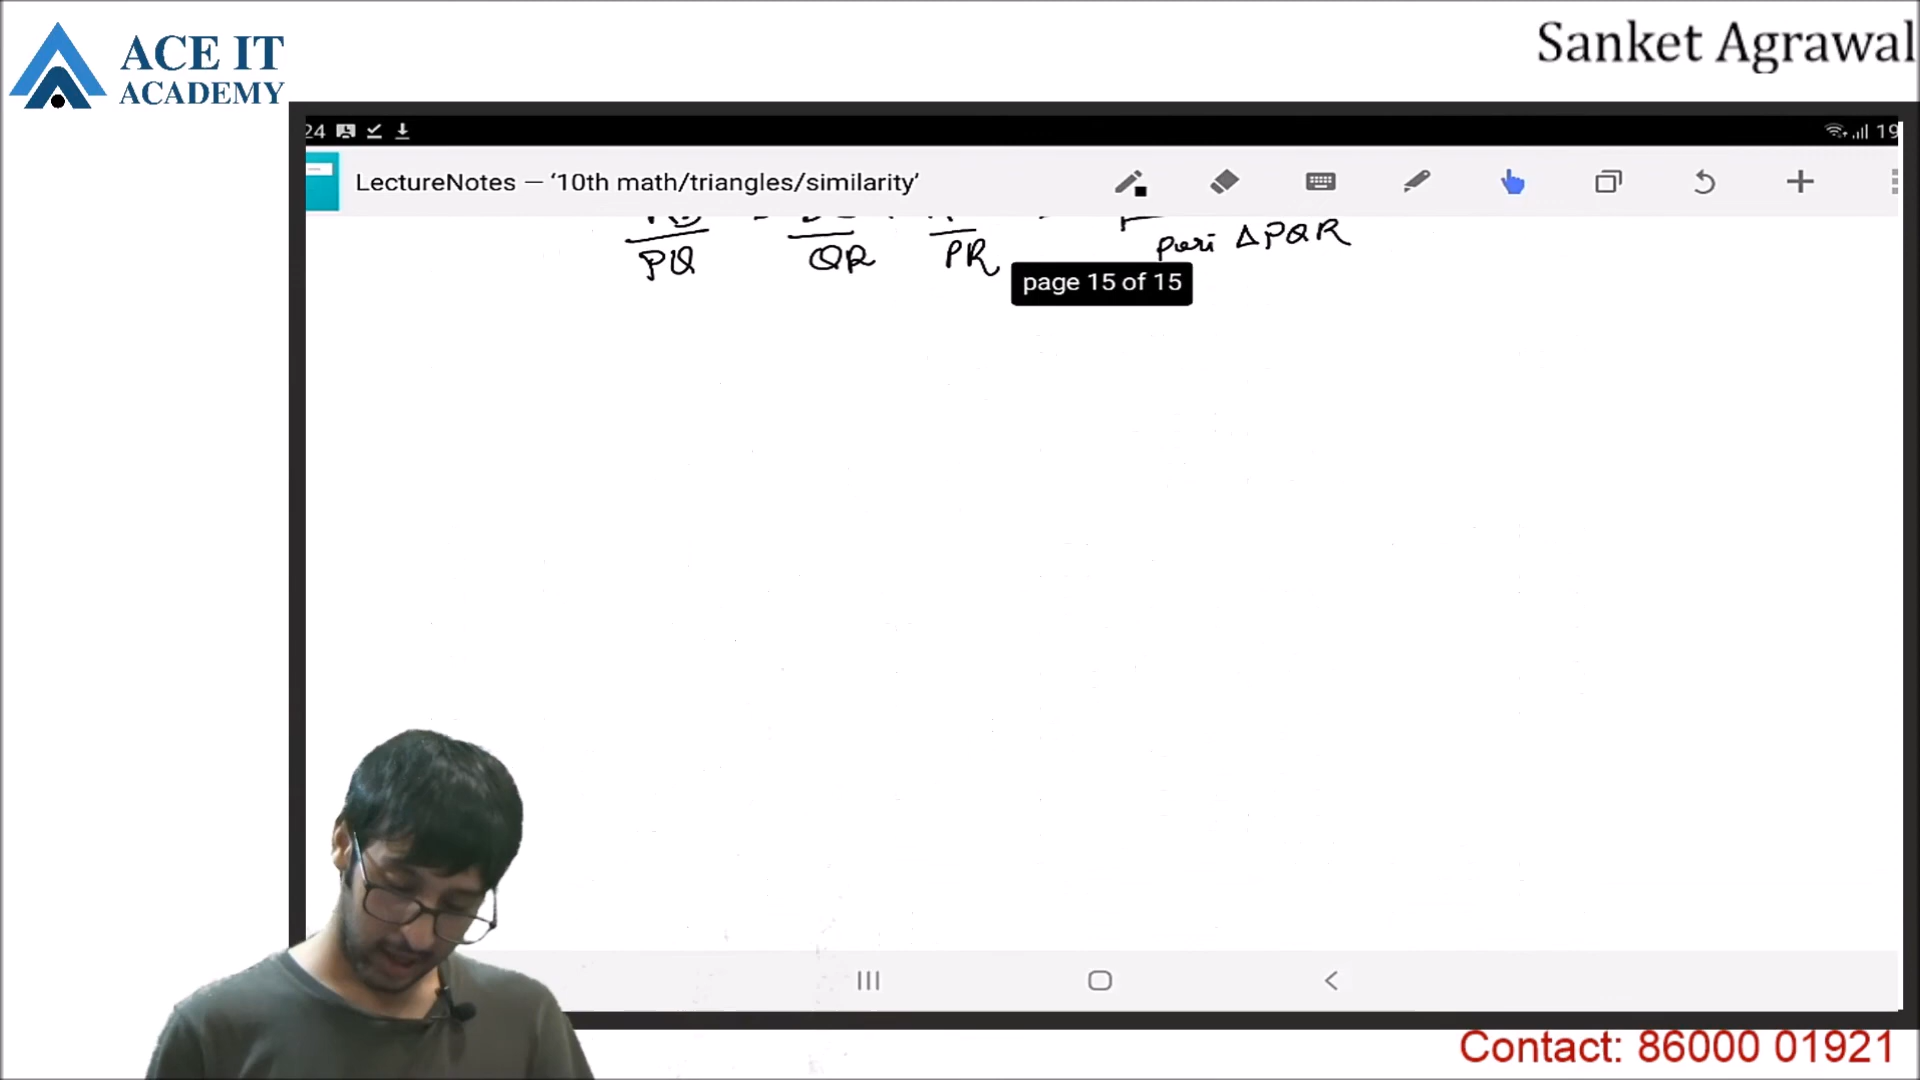 ACE IT
ACADEMY
Sanket Agrawal
24
19
LectureNotes — ‘10th math/triangles/similarity’
PQ QR PR peri ΔPQR
page 15 of 15
Contact: 86000 01921